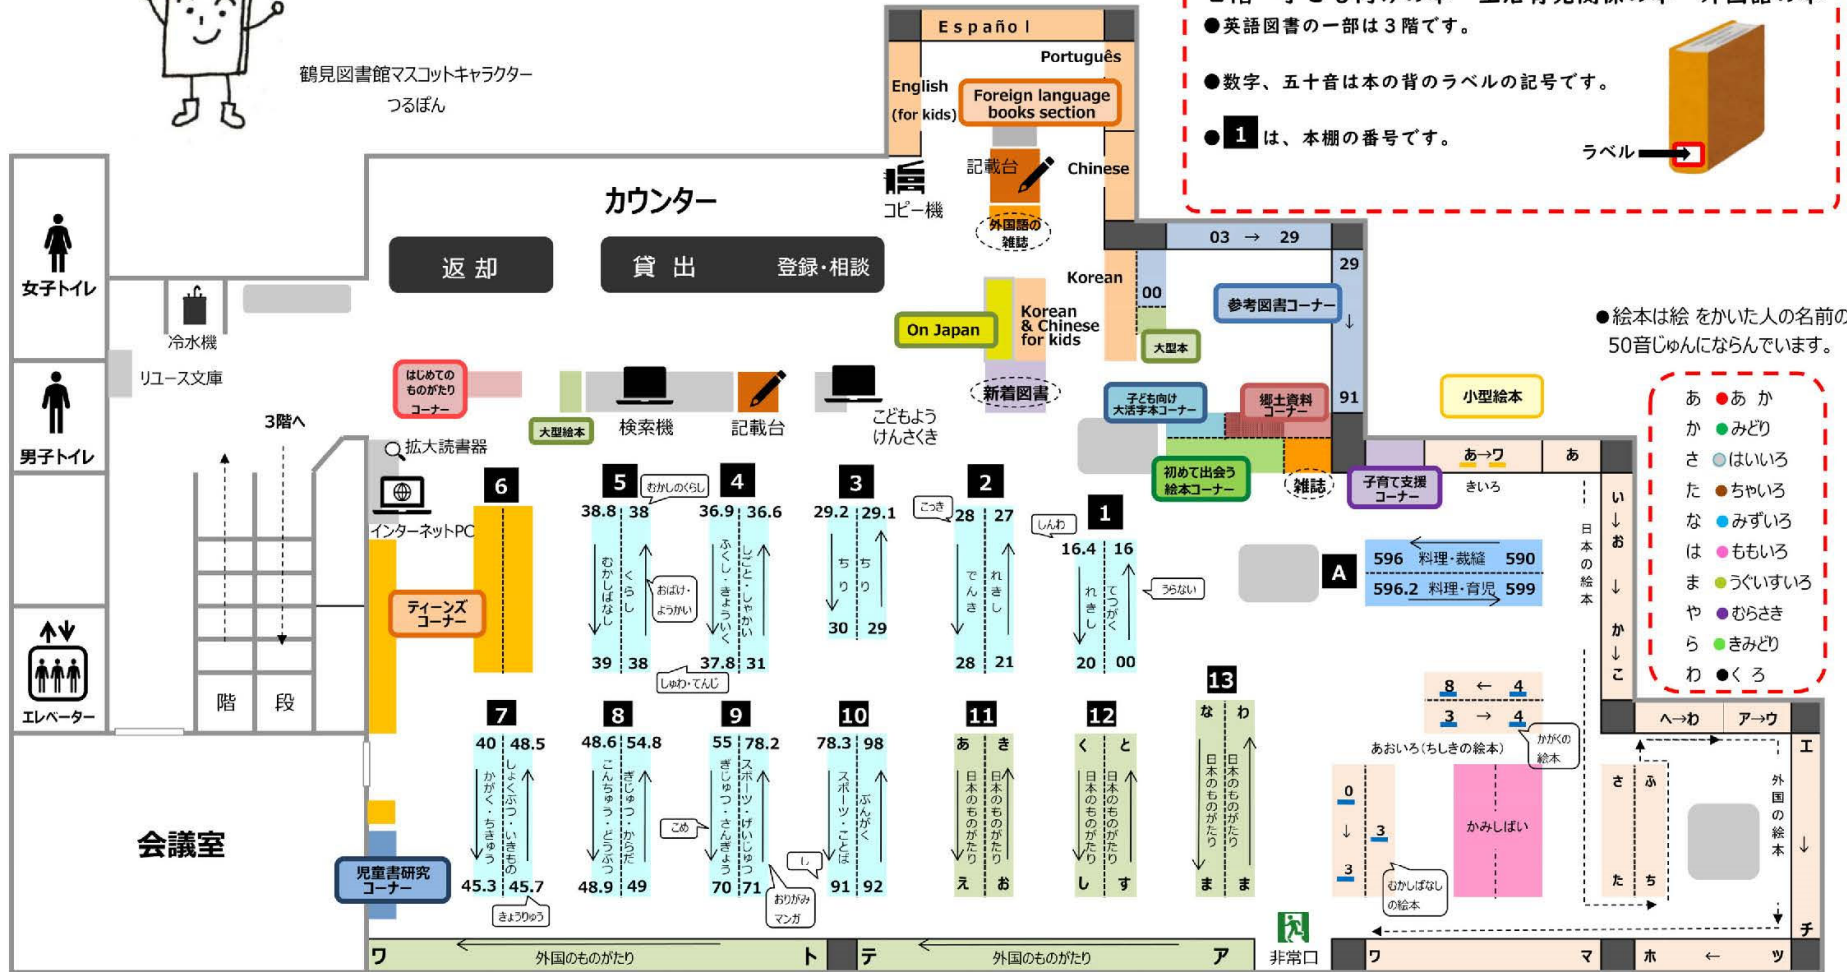 ●英語図書の一部は３階です。
●数字、五十音は本の背のラベルの記号です。
● 1 は、本棚の番号です。
ラベル
鶴見図書館マスコットキャラクター
つるぽん
Español
Português
English
(for kids)
Foreign language
books section
記載台
Chinese
コピー機
外国語の
雑誌
カウンター
返却
貸出
登録・相談
女子トイレ
冷水機
リユース文庫
男子トイレ
3階へ
階段
エレベーター
会議室
03 → 29
29
↓
91
Korean
00
参考図書コーナー
On Japan
Korean
& Chinese
for kids
大型本
新着図書
はじめての
ものがたり
コーナー
大型絵本
検索機
記載台
こどもよう
けんさくき
子ども向け
大活字本コーナー
郷土資料
コーナー
初めて出会う
絵本コーナー
雑誌
子育て支援
コーナー
小型絵本
あ→ワ
あ
きいろ
●絵本は絵 をかいた人の名前の
50音じゅんにならんでいます。
あ ●あ か
か ●みどり
さ ○はいいろ
た ●ちゃいろ
な ●みずいろ
は ●ももいろ
ま ●うぐいすいろ
や ●むらさき
ら ●きみどり
わ ●く ろ
拡大読書器
インターネットPC
ティーンズ
コーナー
児童書研究
コーナー
6
5
38.8 38
むかしのくらし
むかしばなし
くらし
おばけ・
ようかい
39 38
4
36.9 36.6
ふくし・きょういく
しごと・しゃかい
37.8 31
しゅわ・てんじ
3
29.2 29.1
ちり
ちり
30 29
2
こっき
28 27
でんき
れきし
28 21
1
しんわ
16.4 16
れきし
てつがく
うらない
20 00
A
596 料理・裁縫 590
596.2 料理・育児 599
日本の絵本
い→お
↓
か→こ
7
40 48.5
かがく・ちきゅう
しょくぶつ・いきもの
45.3 45.7
きょうりゅう
8
48.6 54.8
こんちゅう・どうぶつ
ぎじゅつ・からだ
48.9 49
9
55 78.2
ぎじゅつ・さんぎょう
スポーツ・げいじゅつ
こめ
70 71
おりがみ
マンガ
10
78.3 98
スポーツ・ことば
ぶんがく
し
91 92
11
あ き
日本のものがたり
日本のものがたり
え お
12
く と
日本のものがたり
日本のものがたり
し す
13
な わ
日本のものがたり
日本のものがたり
ま ま
8 ← 4
3 → 4
あおいろ(ちしきの絵本)
かがくの
絵本
0
↓
3
3
むかしばなし
の絵本
かみしばい
さ ふ
た ち
へ→わ
ア→ウ
エ
↓
チ
外国の絵本
ワ
外国のものがたり
ト
テ
外国のものがたり
ア
非常口
ワ
マ
ホ ← ツ